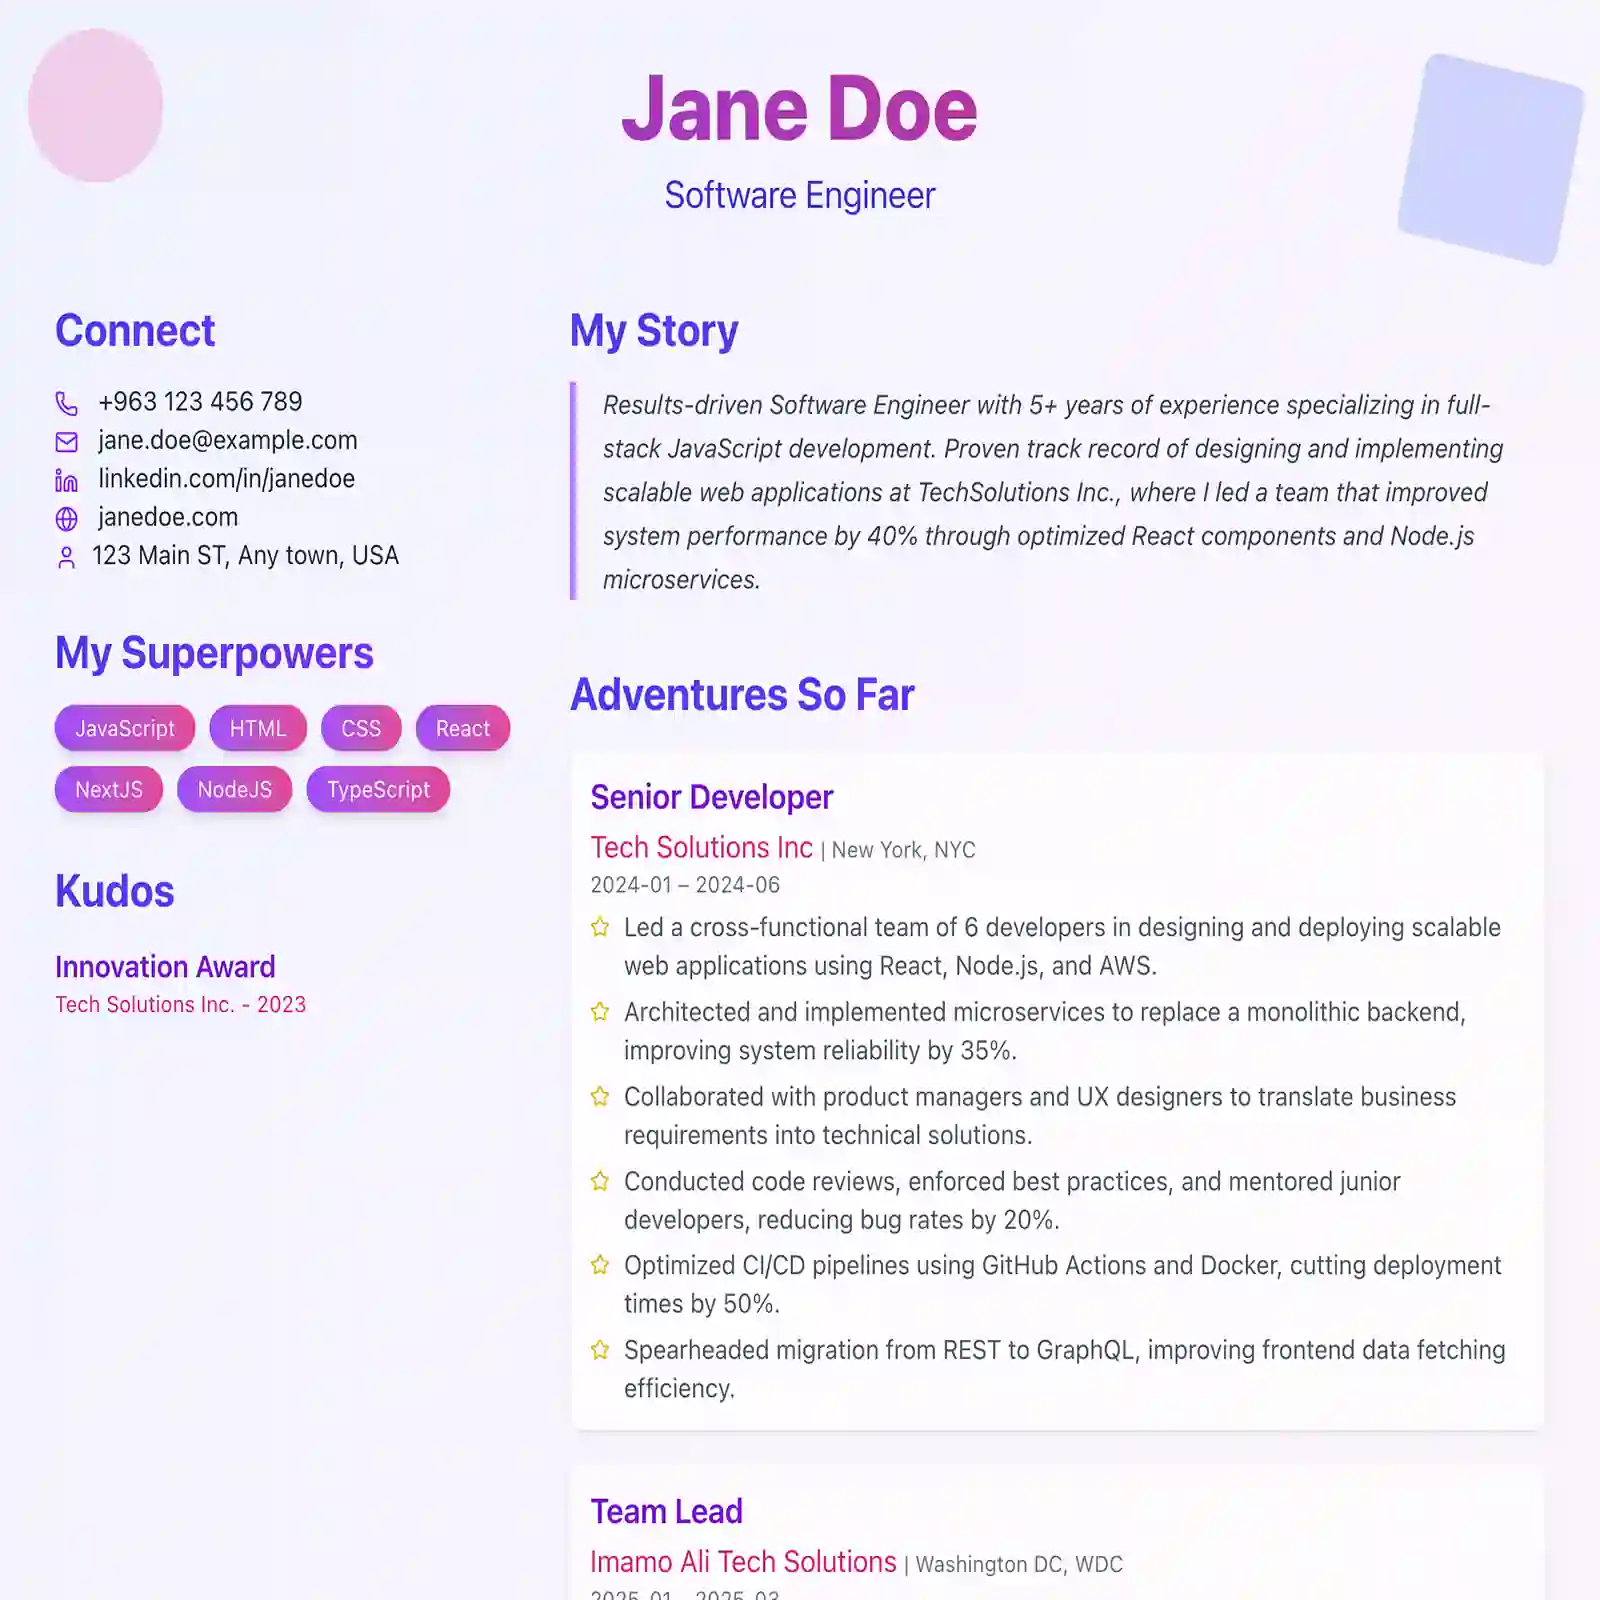 Jane Doe
Software Engineer
Connect
+963 123 456 789
jane.doe@example.com
linkedin.com/in/janedoe
janedoe.com
123 Main ST, Any town, USA
My Superpowers
JavaScript HTML CSS React
NextJS NodeJS TypeScript
Kudos
Innovation Award
Tech Solutions Inc. - 2023
My Story
Results-driven Software Engineer with 5+ years of experience specializing in full-
stack JavaScript development. Proven track record of designing and implementing
scalable web applications at TechSolutions Inc., where I led a team that improved
system performance by 40% through optimized React components and Node.js
microservices.
Adventures So Far
Senior Developer
Tech Solutions Inc | New York, NYC
2024-01 – 2024-06
Led a cross-functional team of 6 developers in designing and deploying scalable
web applications using React, Node.js, and AWS.
Architected and implemented microservices to replace a monolithic backend,
improving system reliability by 35%.
Collaborated with product managers and UX designers to translate business
requirements into technical solutions.
Conducted code reviews, enforced best practices, and mentored junior
developers, reducing bug rates by 20%.
Optimized CI/CD pipelines using GitHub Actions and Docker, cutting deployment
times by 50%.
Spearheaded migration from REST to GraphQL, improving frontend data fetching
efficiency.
Team Lead
Imamo Ali Tech Solutions | Washington DC, WDC
2025-01 – 2025-03